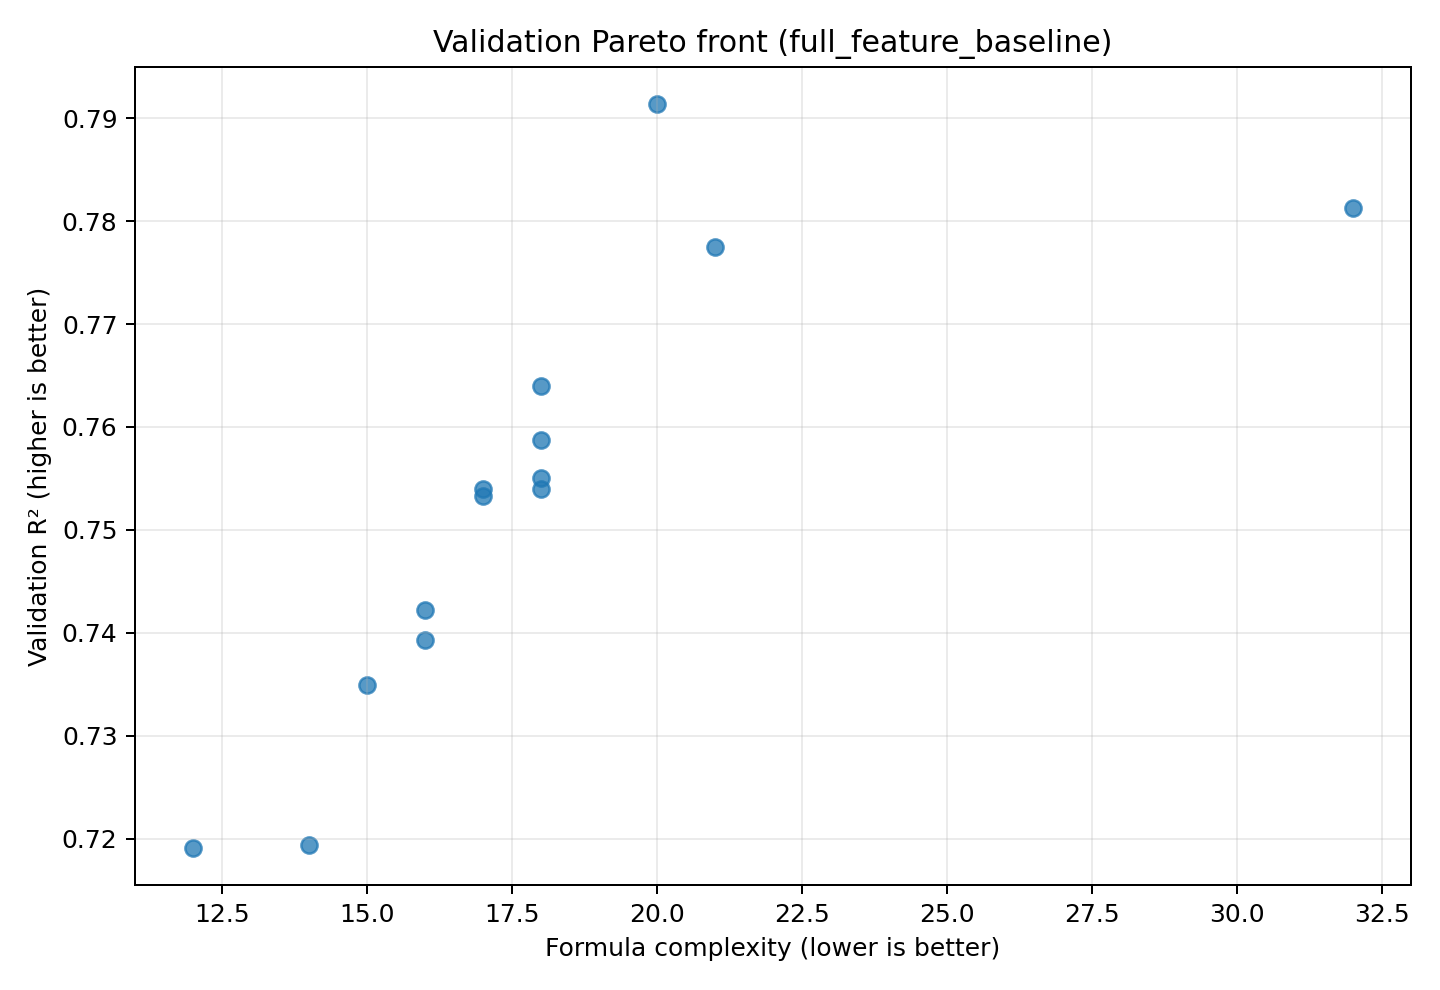 Validation Pareto front (full_feature_baseline)
Validation R² (higher is better)
0.79
0.78
0.77
0.76
0.75
0.74
0.73
0.72
12.5 15.0 17.5 20.0 22.5 25.0 27.5 30.0 32.5
Formula complexity (lower is better)